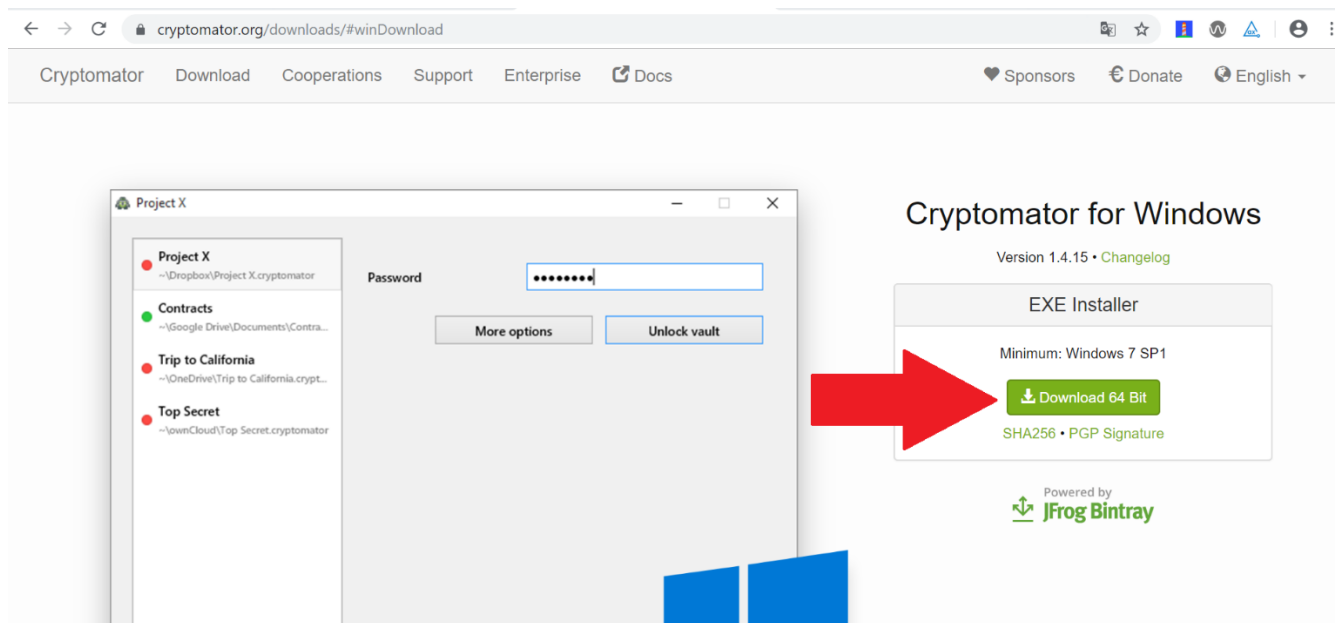 cryptomator.org/downloads/#winDownload
Cryptomator Download Cooperations Support Enterprise Docs Sponsors € Donate English
Project X
Project X
~\Dropbox\Project X.cryptomator
Contracts
~\Google Drive\Documents\Contra...
Trip to California
~\OneDrive\Trip to California.crypt...
Top Secret
~\ownCloud\Top Secret.cryptomator
Password ••••••••
More options Unlock vault
Cryptomator for Windows
Version 1.4.15 • Changelog
EXE Installer
Minimum: Windows 7 SP1
Download 64 Bit
SHA256 • PGP Signature
Powered by
JFrog Bintray